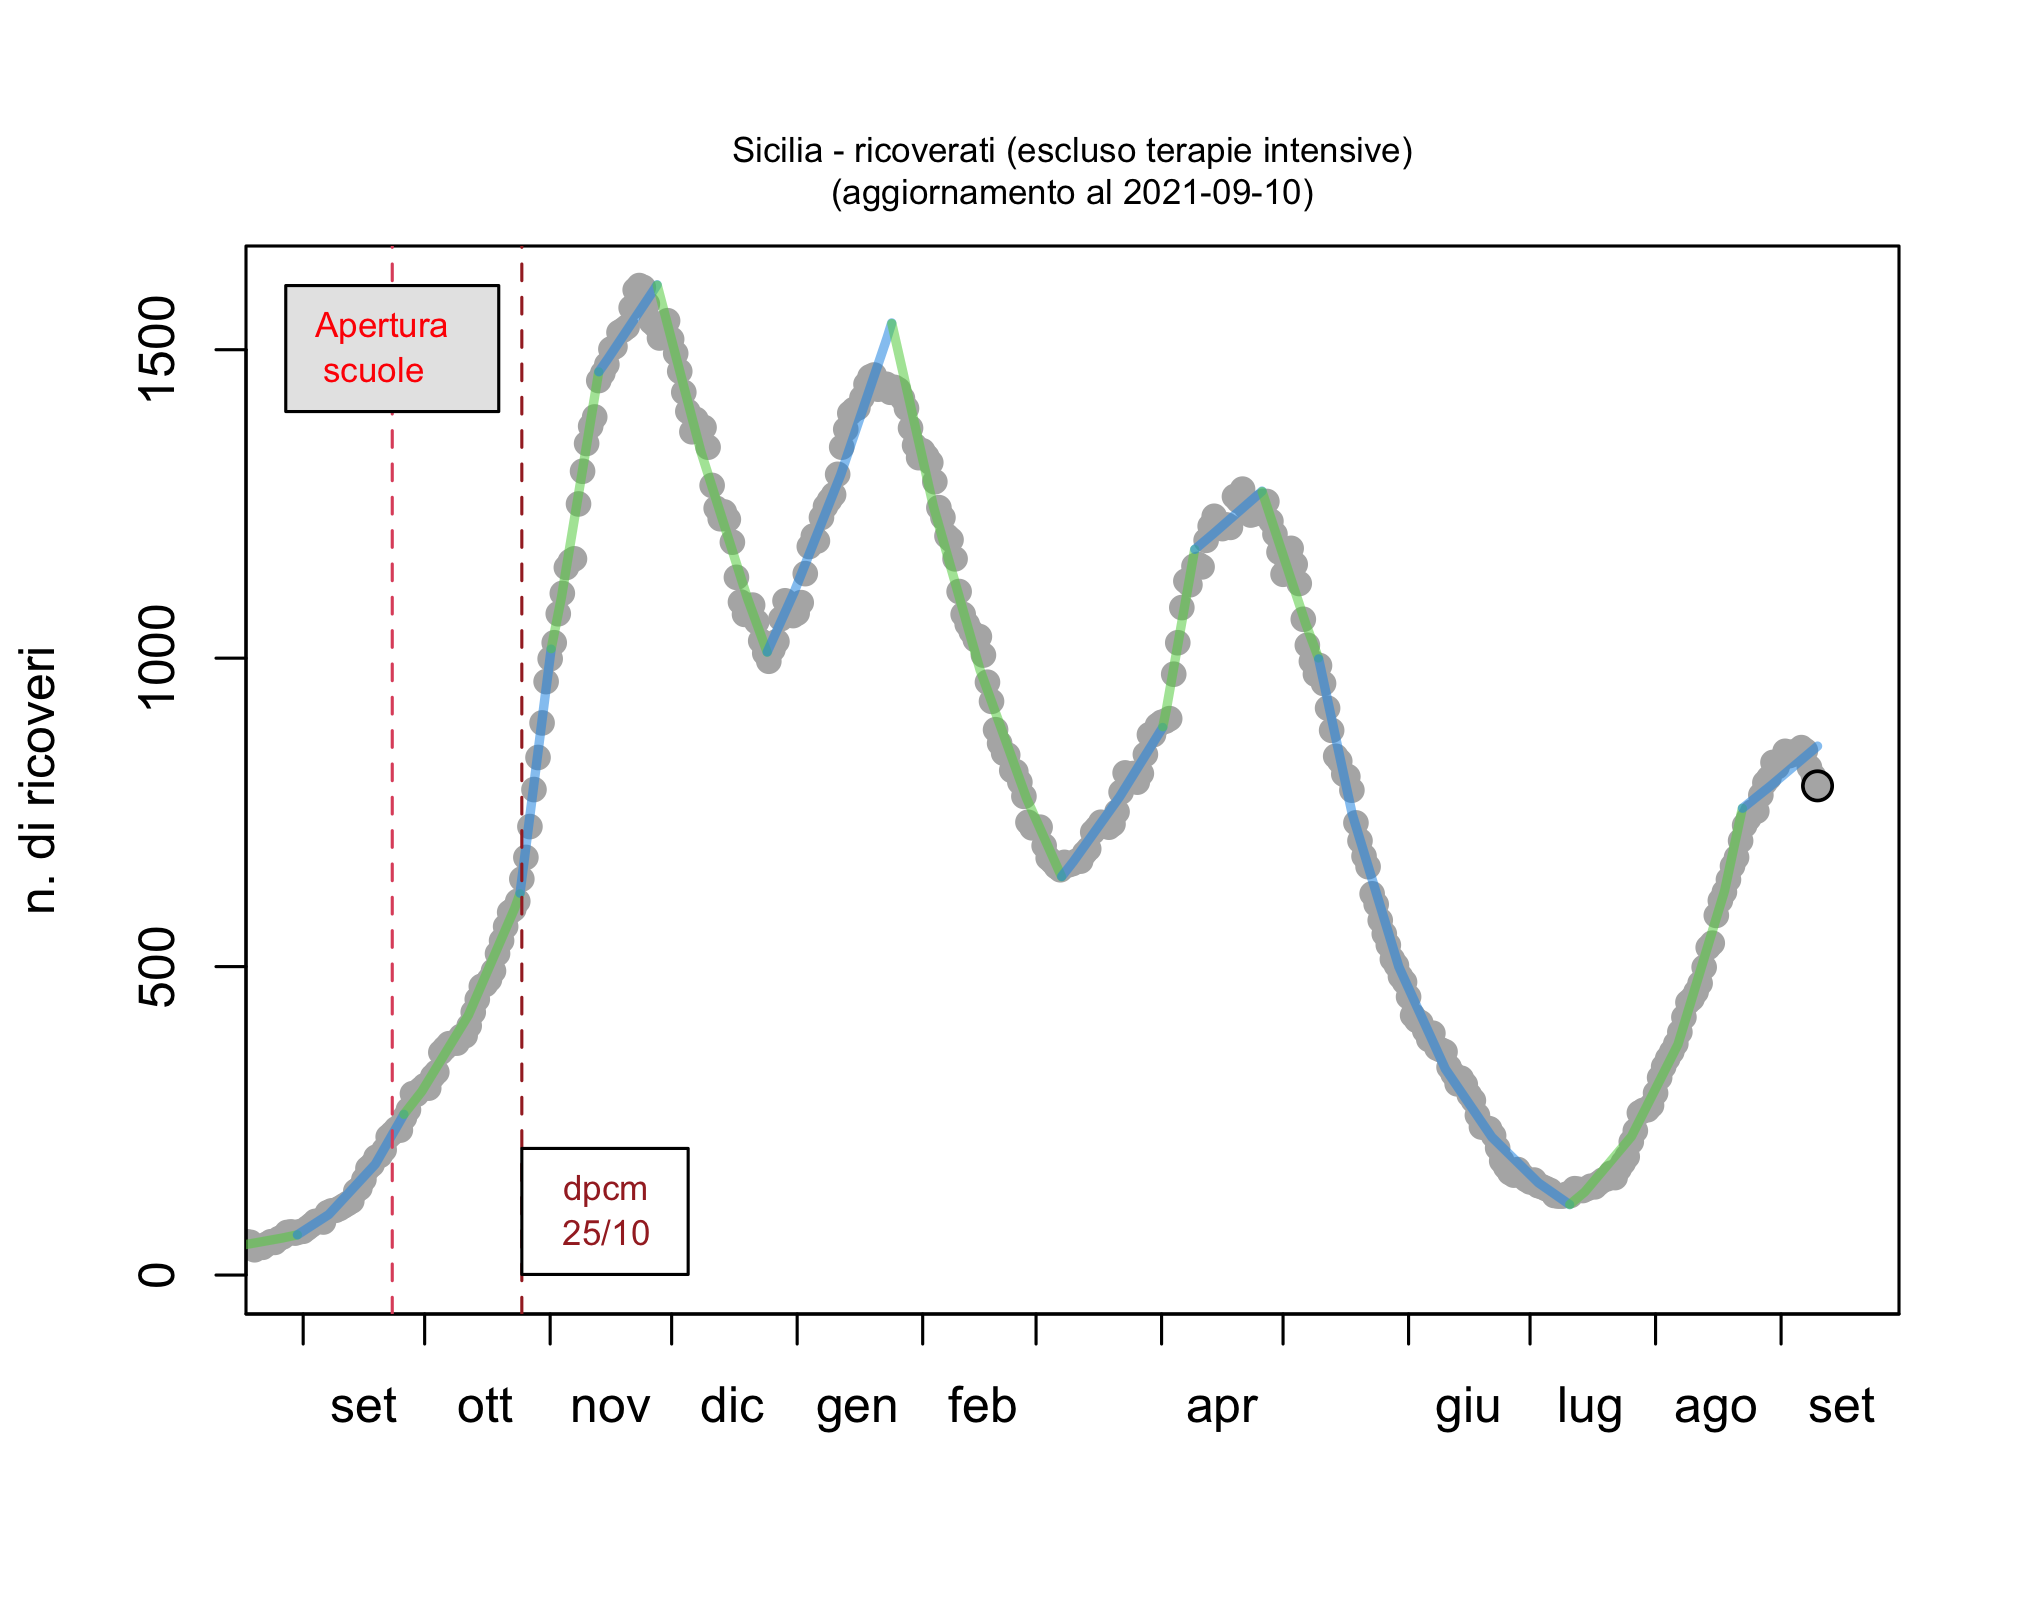 Sicilia - ricoverati (escluso terapie intensive)
(aggiornamento al 2021-09-10)
Apertura
scuole
dpcm
25/10
n. di ricoveri
1500
1000
500
0
set ott nov dic gen feb apr giu lug ago set